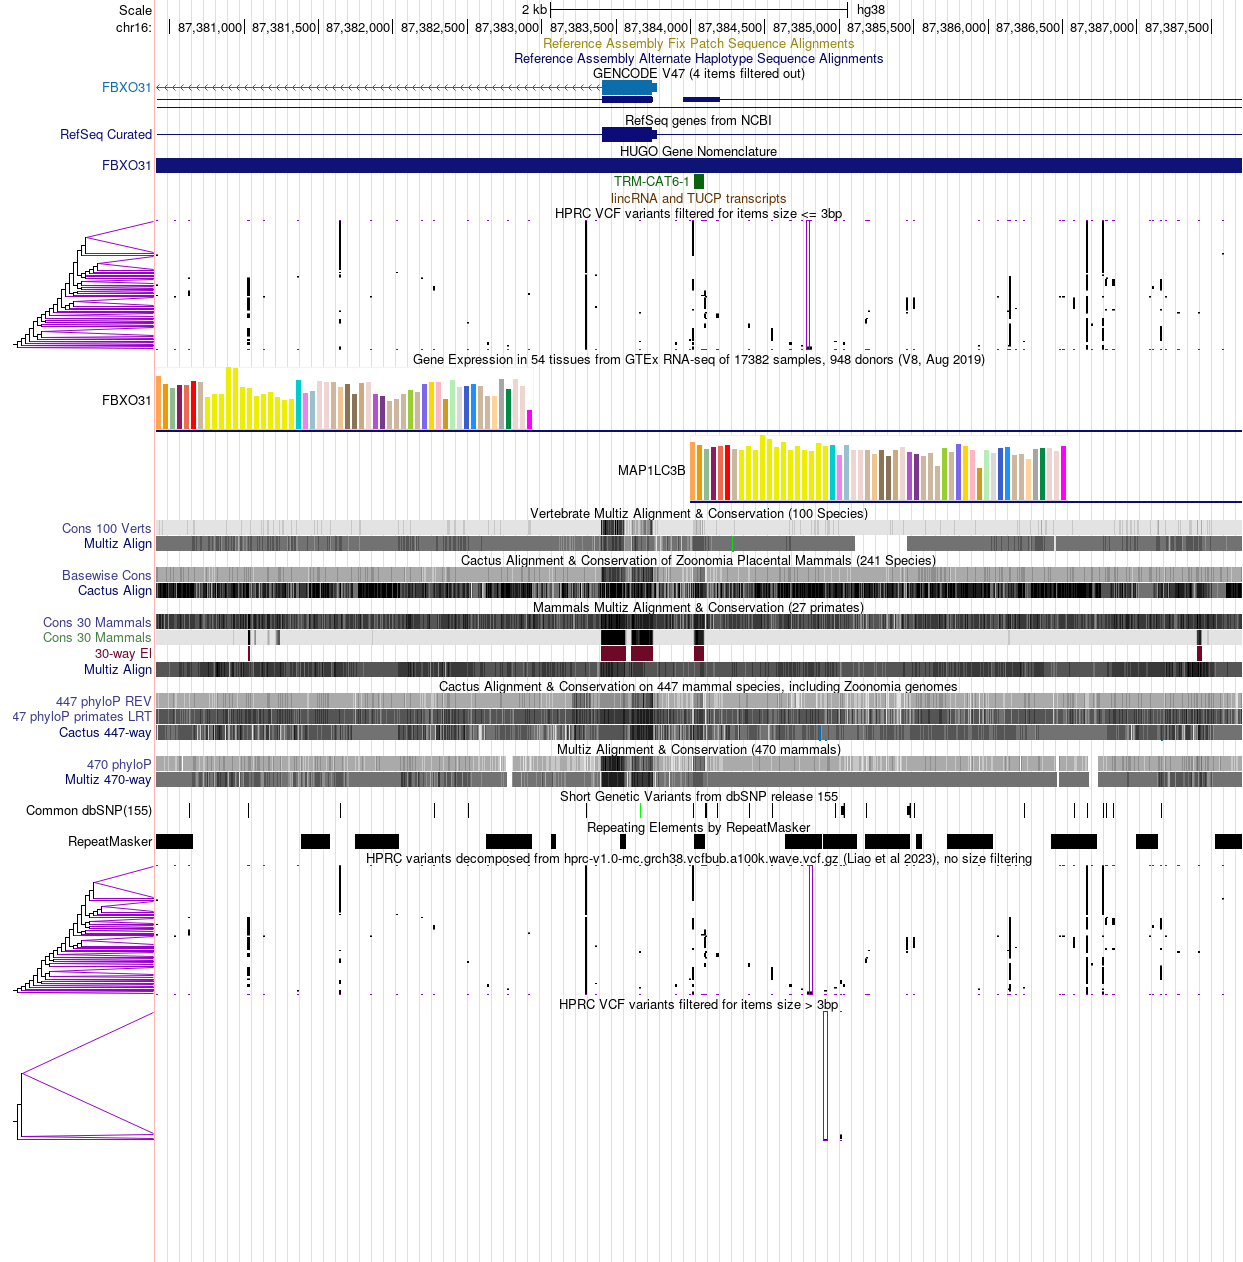 Scale 2 kb hg38
chr16: 87,381,000 87,381,500 87,382,000 87,382,500 87,383,000 87,383,500 87,384,000 87,384,500 87,385,000 87,385,500 87,386,000 87,386,500 87,387,000 87,387,500
Reference Assembly Fix Patch Sequence Alignments
Reference Assembly Alternate Haplotype Sequence Alignments
GENCODE V47 (4 items filtered out)
FBXO31
RefSeq genes from NCBI
RefSeq Curated
HUGO Gene Nomenclature
FBXO31
TRM-CAT6-1
lincRNA and TUCP transcripts
HPRC VCF variants filtered for items size <= 3bp
Gene Expression in 54 tissues from GTEx RNA-seq of 17382 samples, 948 donors (V8, Aug 2019)
FBXO31
MAP1LC3B
Vertebrate Multiz Alignment & Conservation (100 Species)
Cons 100 Verts
Multiz Align
Cactus Alignment & Conservation of Zoonomia Placental Mammals (241 Species)
Basewise Cons
Cactus Align
Mammals Multiz Alignment & Conservation (27 primates)
Cons 30 Mammals
Cons 30 Mammals
30-way El
Multiz Align
Cactus Alignment & Conservation on 447 mammal species, including Zoonomia genomes
447 phyloP REV
47 phyloP primates LRT
Cactus 447-way
Multiz Alignment & Conservation (470 mammals)
470 phyloP
Multiz 470-way
Short Genetic Variants from dbSNP release 155
Common dbSNP(155)
Repeating Elements by RepeatMasker
RepeatMasker
HPRC variants decomposed from hprc-v1.0-mc.grch38.vcfbub.a100k.wave.vcf.gz (Liao et al 2023), no size filtering
HPRC VCF variants filtered for items size > 3bp